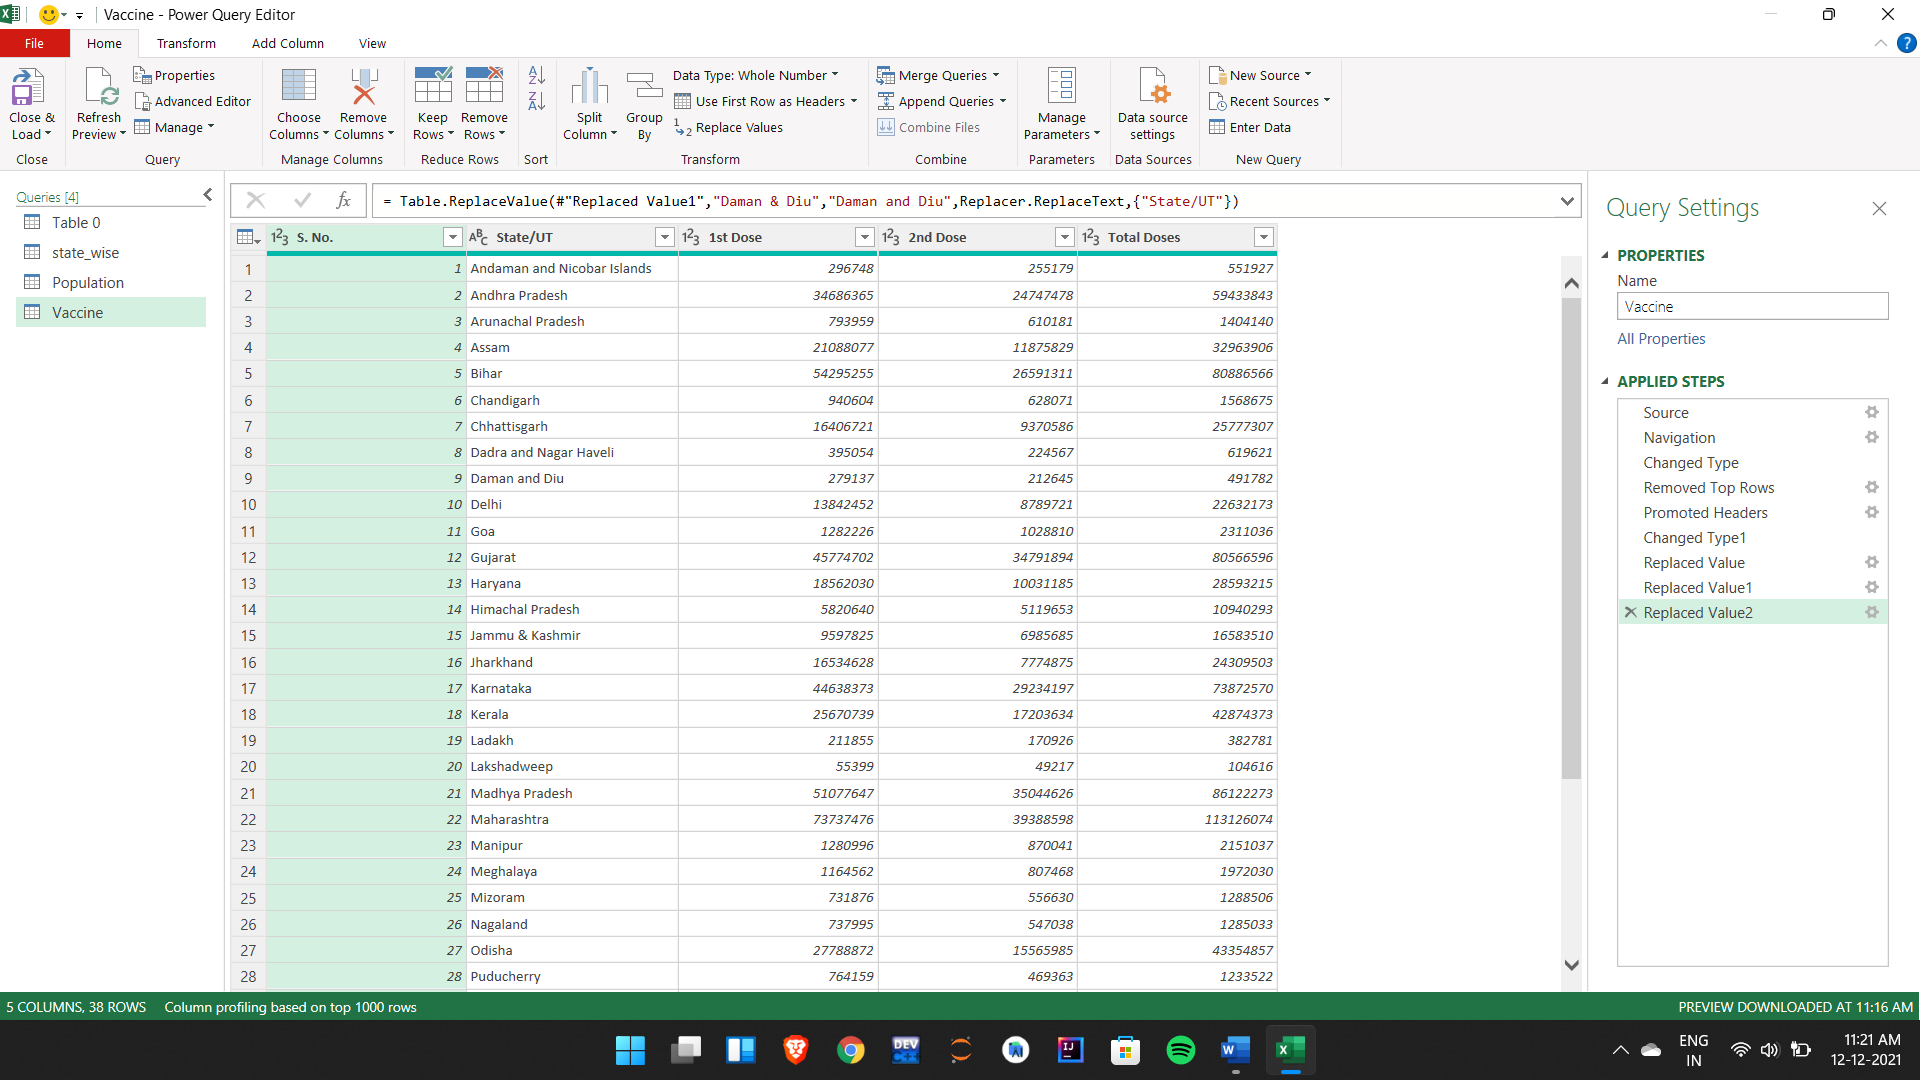 Vaccine - Power Query Editor
File Home Transform Add Column View
Close & Load
Refresh Preview
Properties
Advanced Editor
Manage
Choose Columns
Remove Columns
Keep Rows
Remove Rows
Split Column
Group By
Data Type: Whole Number
Use First Row as Headers
Replace Values
Merge Queries
Append Queries
Combine Files
Manage Parameters
Data source settings
New Source
Recent Sources
Enter Data
Close Query Manage Columns Reduce Rows Sort Transform Combine Parameters Data Sources New Query
Queries [4]
Table 0
state_wise
Population
Vaccine
fx = Table.ReplaceValue(#"Replaced Value1","Daman & Diu","Daman and Diu",Replacer.ReplaceText,{"State/UT"})
S. No. State/UT 1st Dose 2nd Dose Total Doses
1 1 Andaman and Nicobar Islands 296748 255179 551927
2 2 Andhra Pradesh 34686365 24747478 59433843
3 3 Arunachal Pradesh 793959 610181 1404140
4 4 Assam 21088077 11875829 32963906
5 5 Bihar 54295255 26591311 80886566
6 6 Chandigarh 940604 628071 1568675
7 7 Chhattisgarh 16406721 9370586 25777307
8 8 Dadra and Nagar Haveli 395054 224567 619621
9 9 Daman and Diu 279137 212645 491782
10 10 Delhi 13842452 8789721 22632173
11 11 Goa 1282226 1028810 2311036
12 12 Gujarat 45774702 34791894 80566596
13 13 Haryana 18562030 10031185 28593215
14 14 Himachal Pradesh 5820640 5119653 10940293
15 15 Jammu & Kashmir 9597825 6985685 16583510
16 16 Jharkhand 16534628 7774875 24309503
17 17 Karnataka 44638373 29234197 73872570
18 18 Kerala 25670739 17203634 42874373
19 19 Ladakh 211855 170926 382781
20 20 Lakshadweep 55399 49217 104616
21 21 Madhya Pradesh 51077647 35044626 86122273
22 22 Maharashtra 73737476 39388598 113126074
23 23 Manipur 1280996 870041 2151037
24 24 Meghalaya 1164562 807468 1972030
25 25 Mizoram 731876 556630 1288506
26 26 Nagaland 737995 547038 1285033
27 27 Odisha 27788872 15565985 43354857
28 28 Puducherry 764159 469363 1233522
Query Settings
PROPERTIES
Name
Vaccine
All Properties
APPLIED STEPS
Source
Navigation
Changed Type
Removed Top Rows
Promoted Headers
Changed Type1
Replaced Value
Replaced Value1
Replaced Value2
5 COLUMNS, 38 ROWS Column profiling based on top 1000 rows PREVIEW DOWNLOADED AT 11:16 AM
DEV C++
IJ
W
X
ENG
IN
11:21 AM
12-12-2021